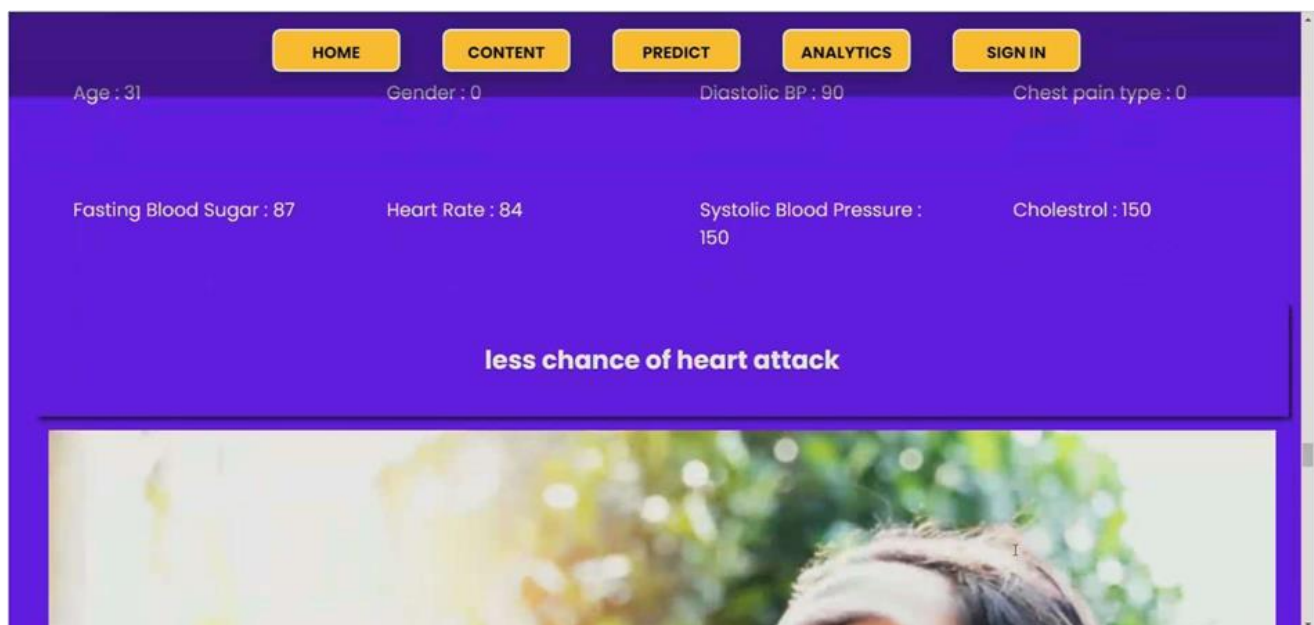 HOME CONTENT PREDICT ANALYTICS SIGN IN
Age : 31 Gender : 0 Diastolic BP : 90 Chest pain type : 0
Fasting Blood Sugar : 87 Heart Rate : 84 Systolic Blood Pressure : 150 Cholestrol : 150
less chance of heart attack